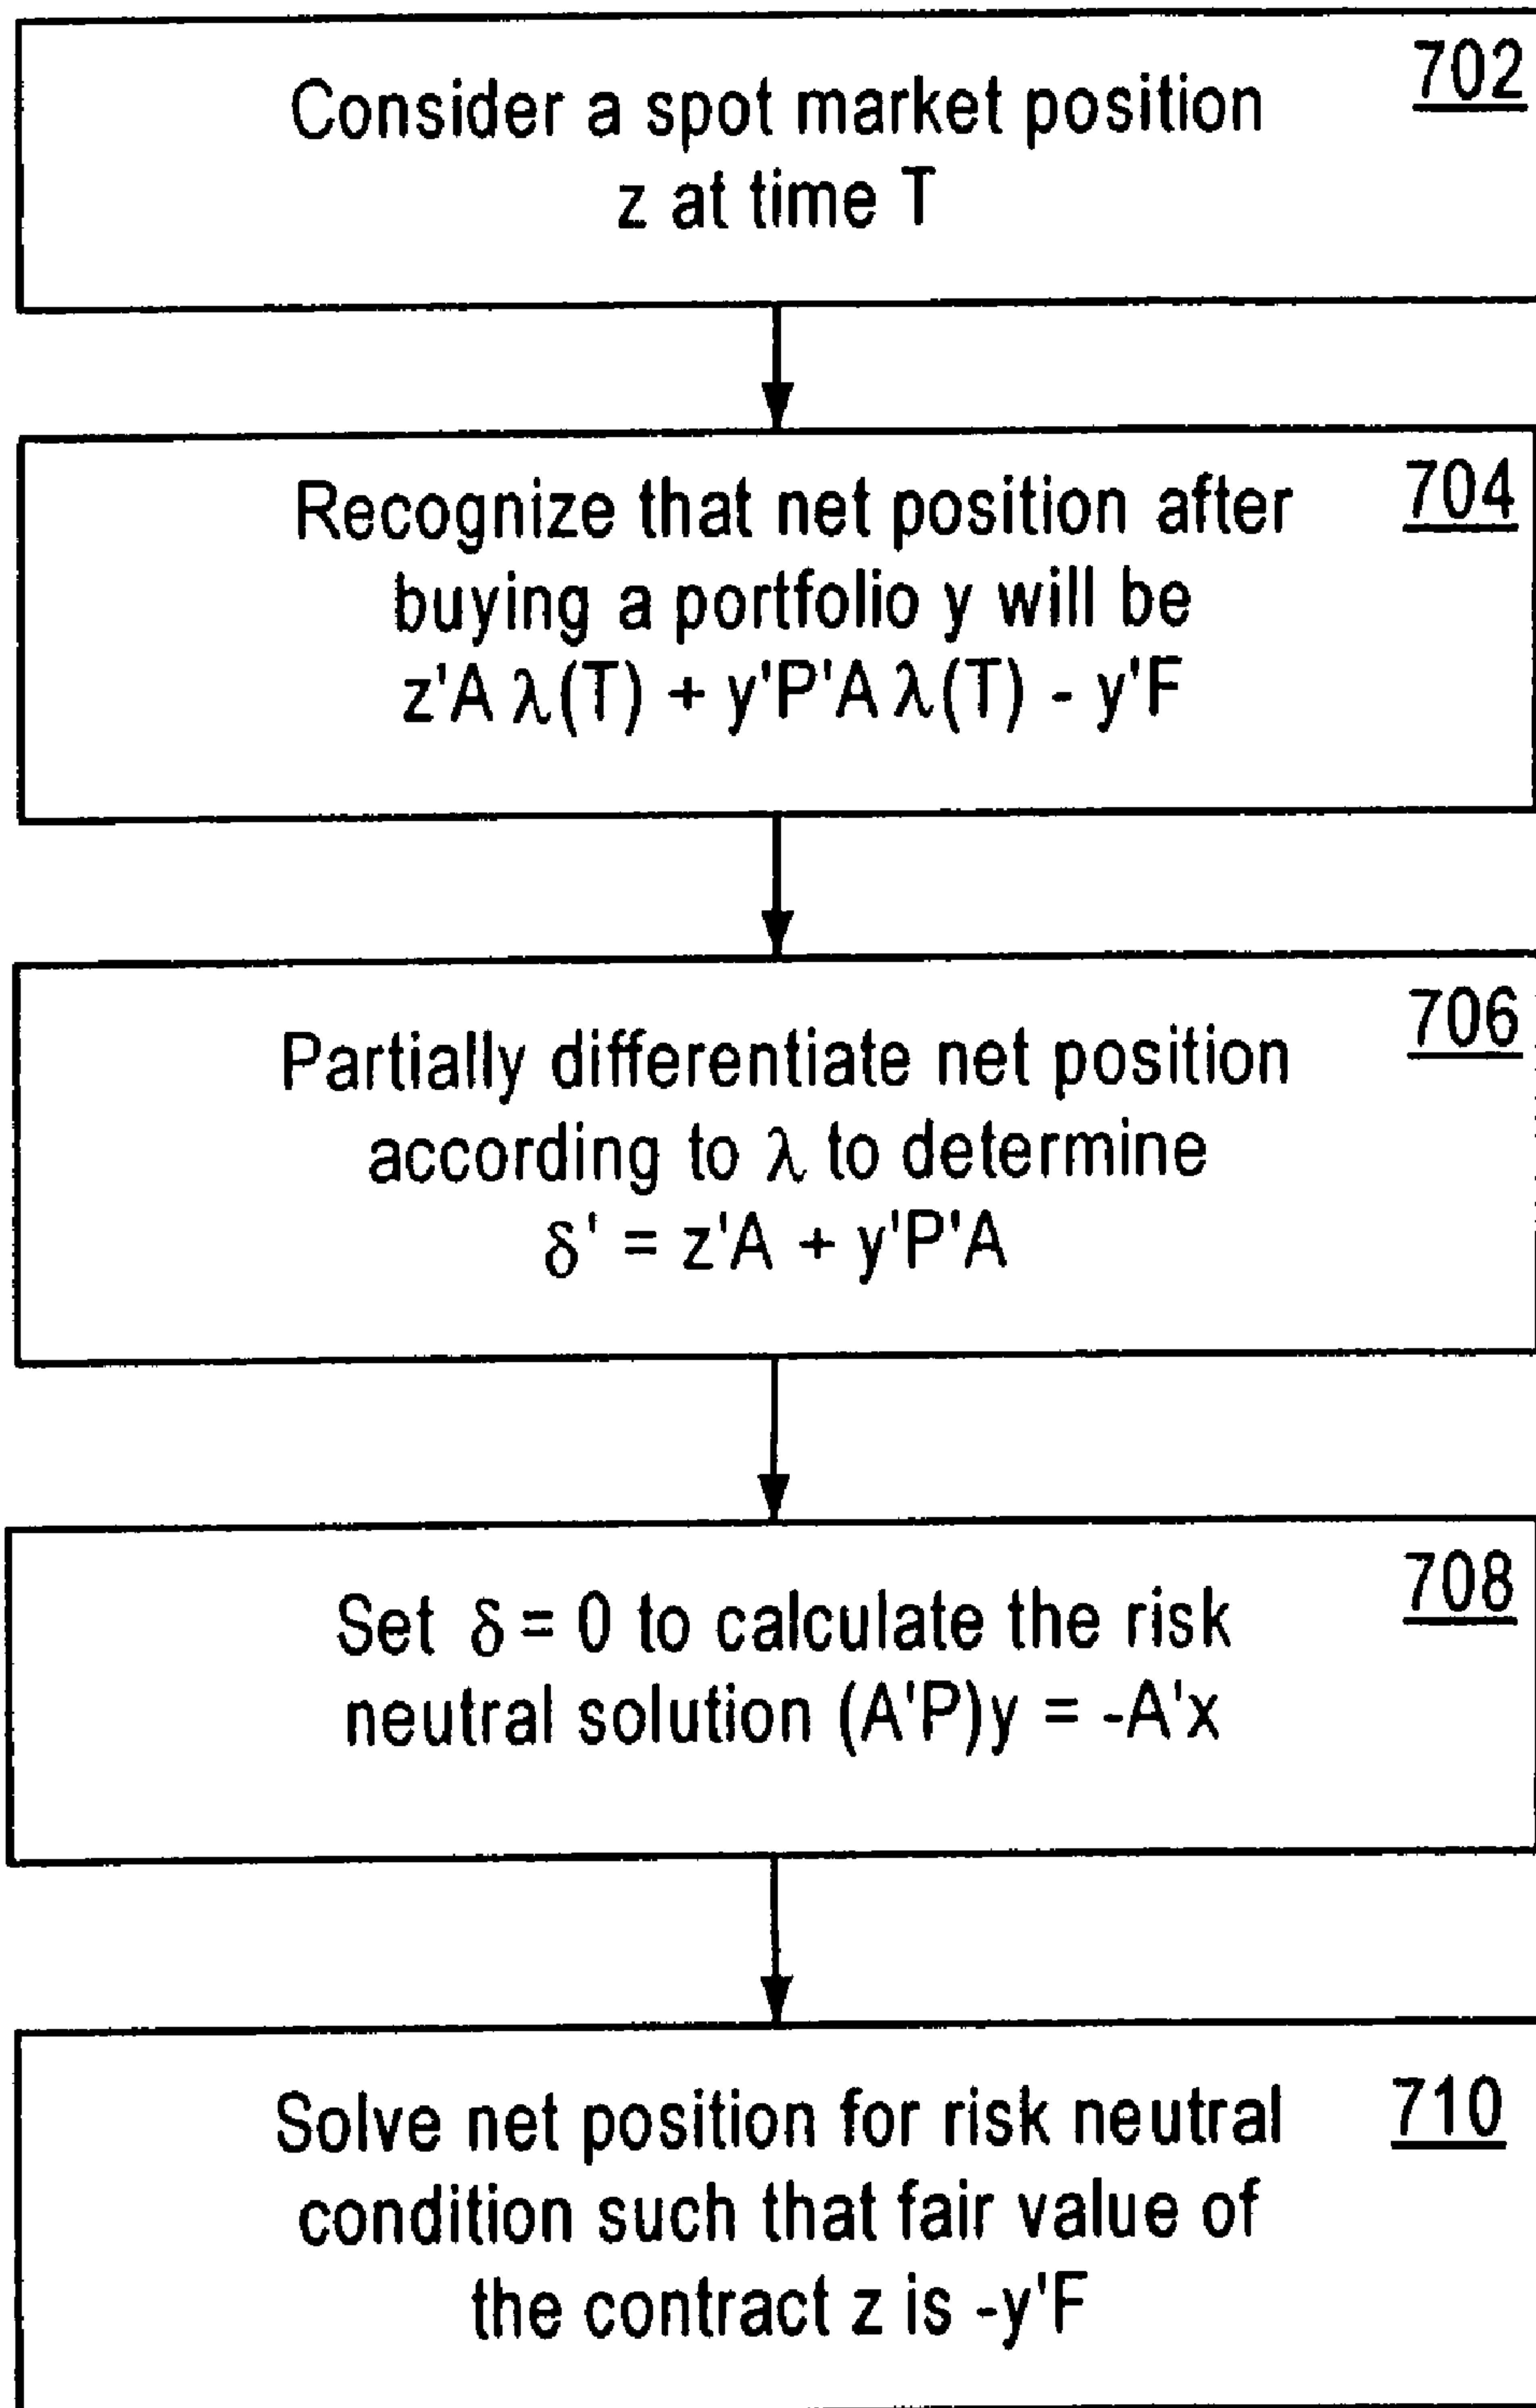 702
Consider a spot market position
z at time T
704
Recognize that net position after
buying a portfolio y will be
z'A λ(T) + y'P'A λ(T) - y'F
706
Partially differentiate net position
according to λ to determine
δ' = z'A + y'P'A
708
Set δ = 0 to calculate the risk
neutral solution (A'P)y = -A'x
710
Solve net position for risk neutral
condition such that fair value of
the contract z is -y'F